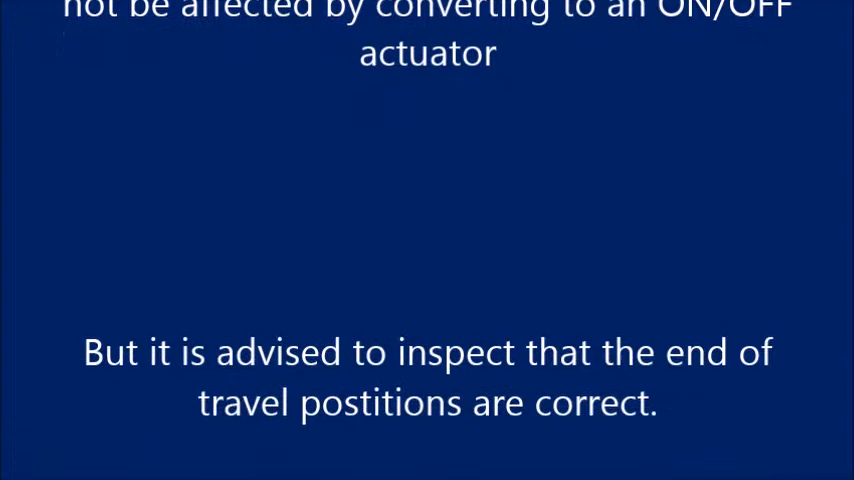 not be affected by converting to an ON/OFF
actuator
But it is advised to inspect that the end of
travel postitions are correct.